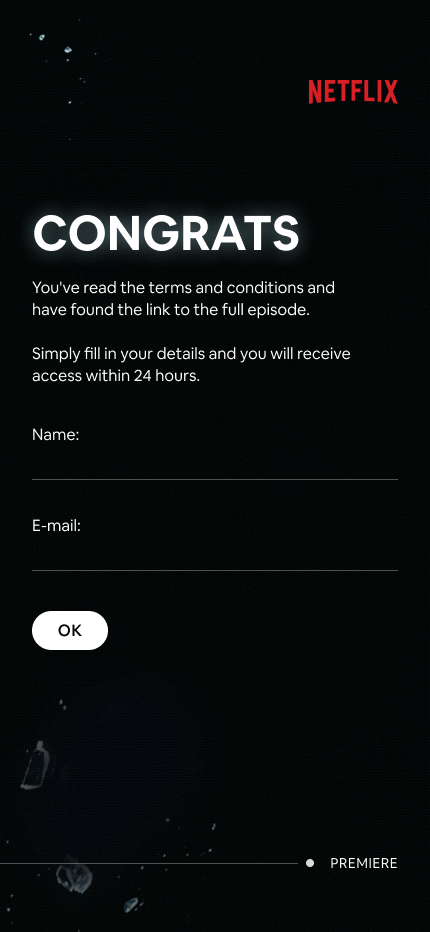 NETFLIX
CONGRATS
You've read the terms and conditions and
have found the link to the full episode.
Simply fill in your details and you will receive
access within 24 hours.
Name:
E-mail:
OK
PREMIERE